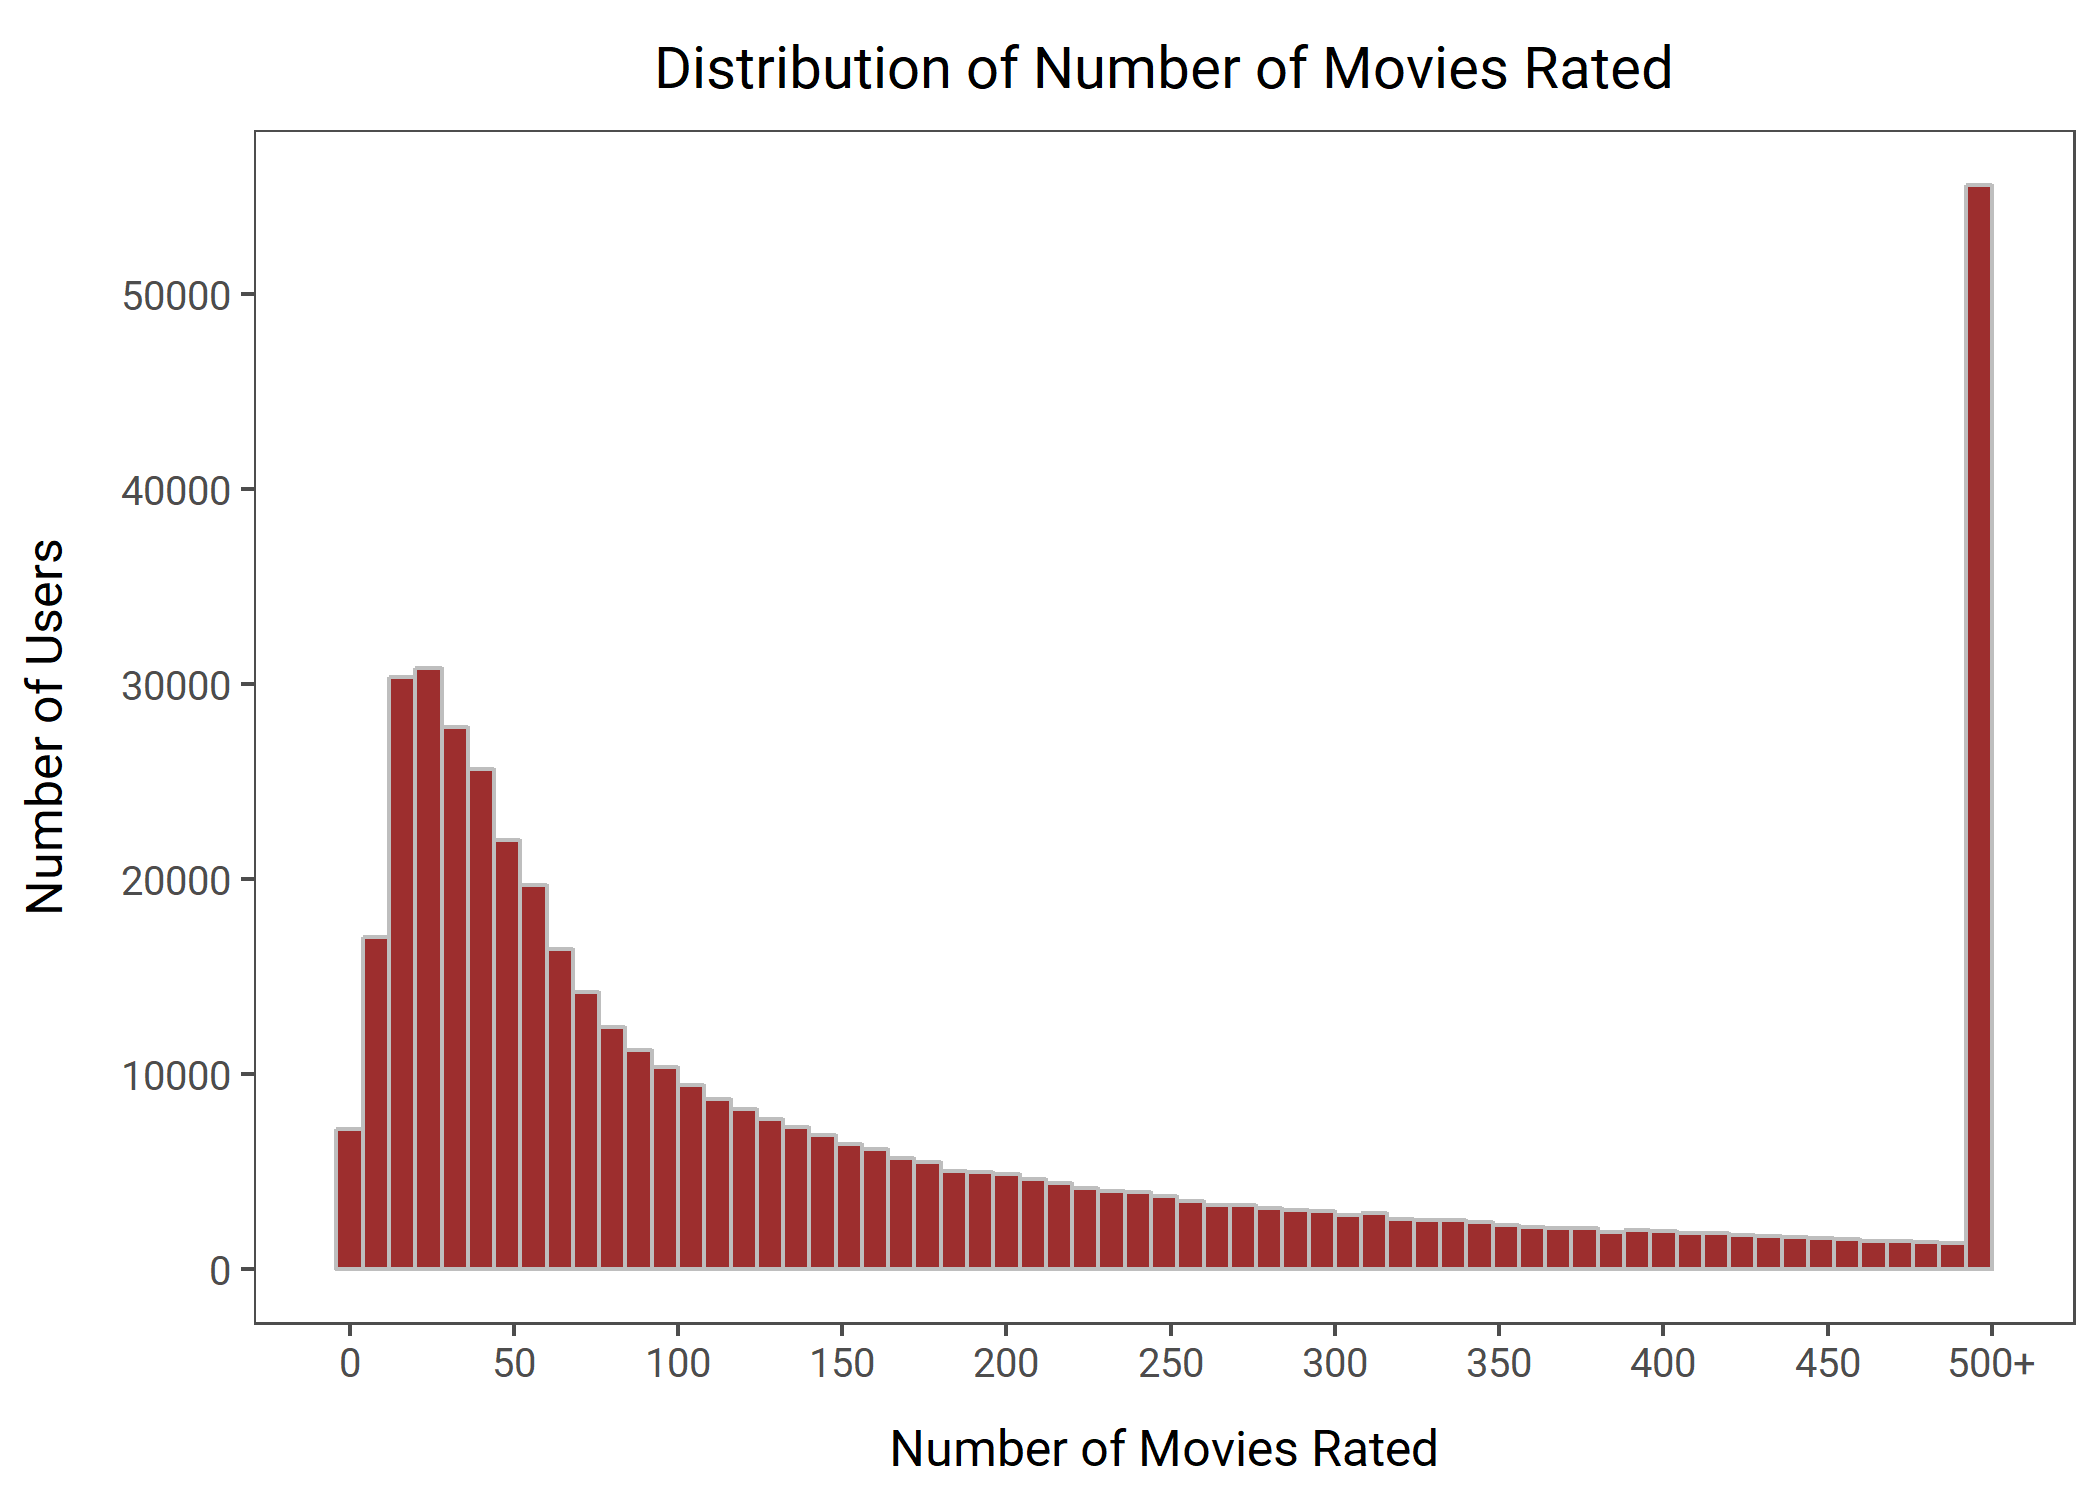 Distribution of Number of Movies Rated
Number of Users
50000
40000
30000
20000
10000
0
0 50 100 150 200 250 300 350 400 450 500+
Number of Movies Rated